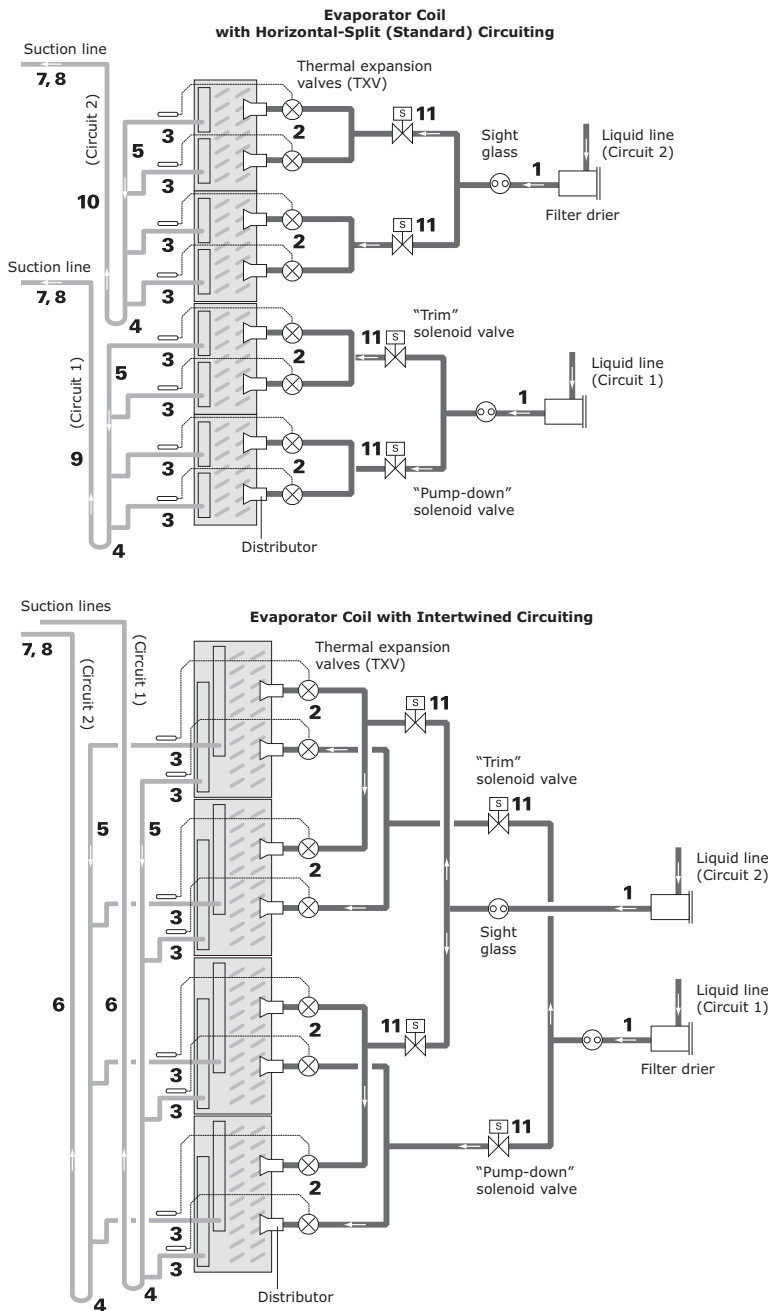 Evaporator Coil
with Horizontal-Split (Standard) Circuiting
Suction line
7, 8
(Circuit 2)
Thermal expansion
valves (TXV)
S
11
3
2
5
Sight
glass
1
Liquid line
(Circuit 2)
3
10
Filter drier
S
11
3
2
Suction line
7, 8
3
4
"Trim"
solenoid valve
S
11
3
2
5
(Circuit 1)
1
Liquid line
(Circuit 1)
3
S
11
9
3
2
"Pump-down"
solenoid valve
3
4
Distributor
Suction lines
7, 8
Evaporator Coil with Intertwined Circuiting
(Circuit 2)
(Circuit 1)
Thermal expansion
valves (TXV)
S
11
2
3
3
"Trim"
solenoid valve
S
11
5
5
2
3
3
Sight
glass
1
Liquid line
(Circuit 2)
6
6
2
S
11
3
3
1
Liquid line
(Circuit 1)
Filter drier
S
11
"Pump-down"
solenoid valve
2
3
3
4
4
Distributor